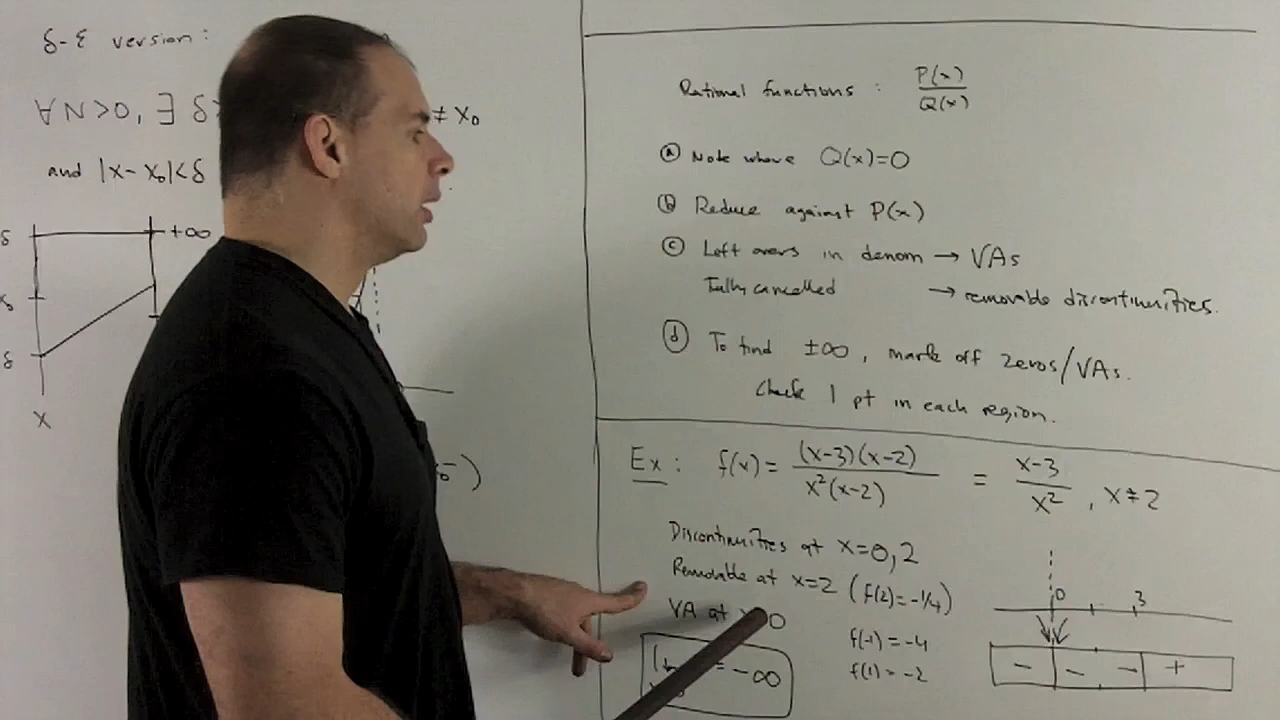 δ-ε version:
∀ N>0, ∃ δ
≠ x₀
and |x-x₀|<δ
δ
+∞
x₀
δ
x
)
Rational functions : P(x)/Q(x)
ⓐ Note where Q(x)=0
ⓑ Reduce against P(x)
ⓒ Left overs in denom → VAs
Fully cancelled → removable discontinuities.
ⓓ To find ±∞, mark off zeros/VAs.
Check 1 pt in each region.
Ex : f(x) = (x-3)(x-2)/x²(x-2) = x-3/x² , x≠2
Discontinuities at x=0,2
Removable at x=2 (f(2)=-1/4)
VA at x=0
f(-1) = -4
f(1) = -2
= -∞
0 3
- - - +